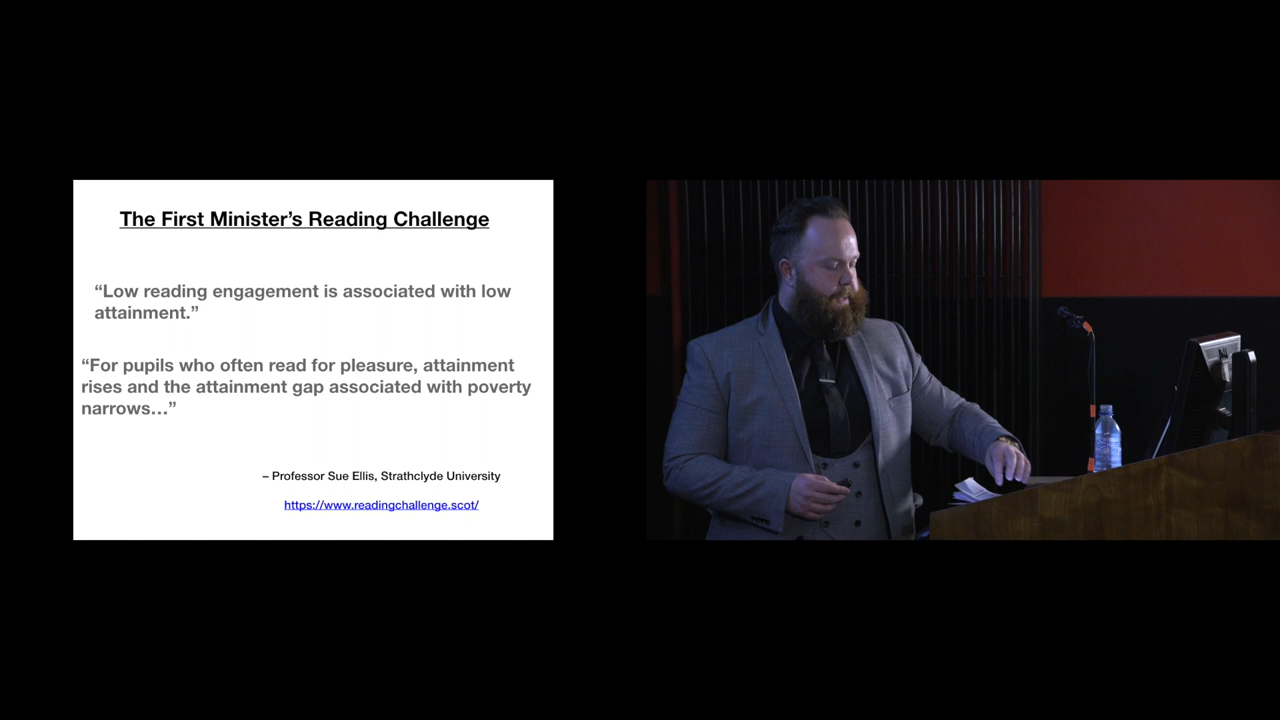 The First Minister’s Reading Challenge
“Low reading engagement is associated with low
attainment.”
“For pupils who often read for pleasure, attainment
rises and the attainment gap associated with poverty
narrows…”
– Professor Sue Ellis, Strathclyde University
https://www.readingchallenge.scot/